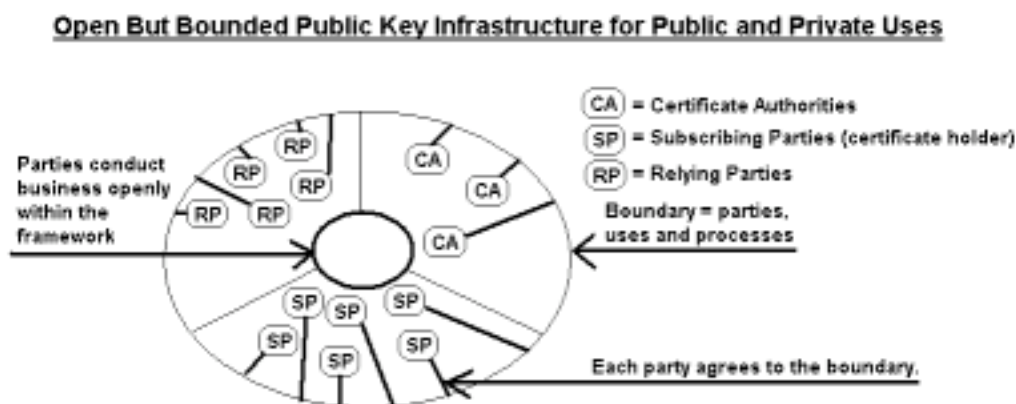 Open But Bounded Public Key Infrastructure for Public and Private Uses
CA = Certificate Authorities
SP = Subscribing Parties (certificate holder)
RP = Relying Parties
Parties conduct
business openly
within the
framework
Boundary = parties,
uses and processes
RP
RP
RP
RP
RP
CA
CA
CA
SP
SP
SP
SP
SP
SP
Each party agrees to the boundary.